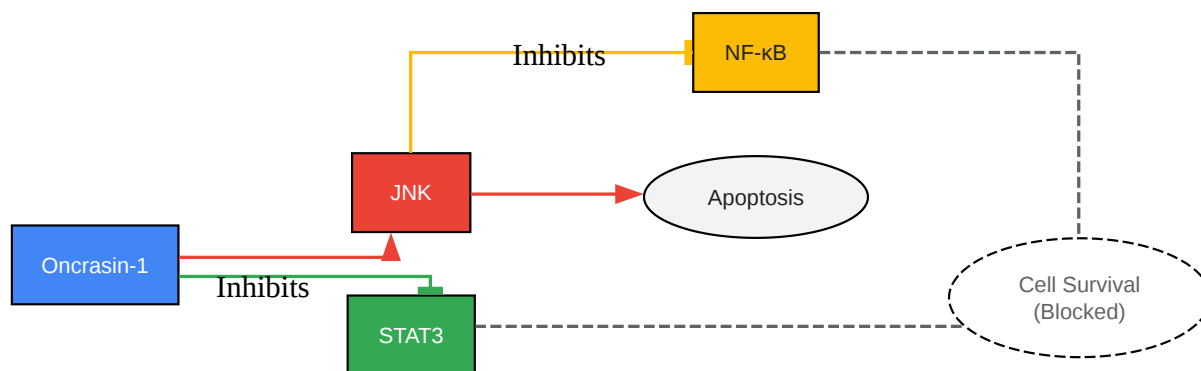 Inhibits
NF-κB
JNK
Apoptosis
Oncrasin-1
Inhibits
STAT3
Cell Survival
(Blocked)